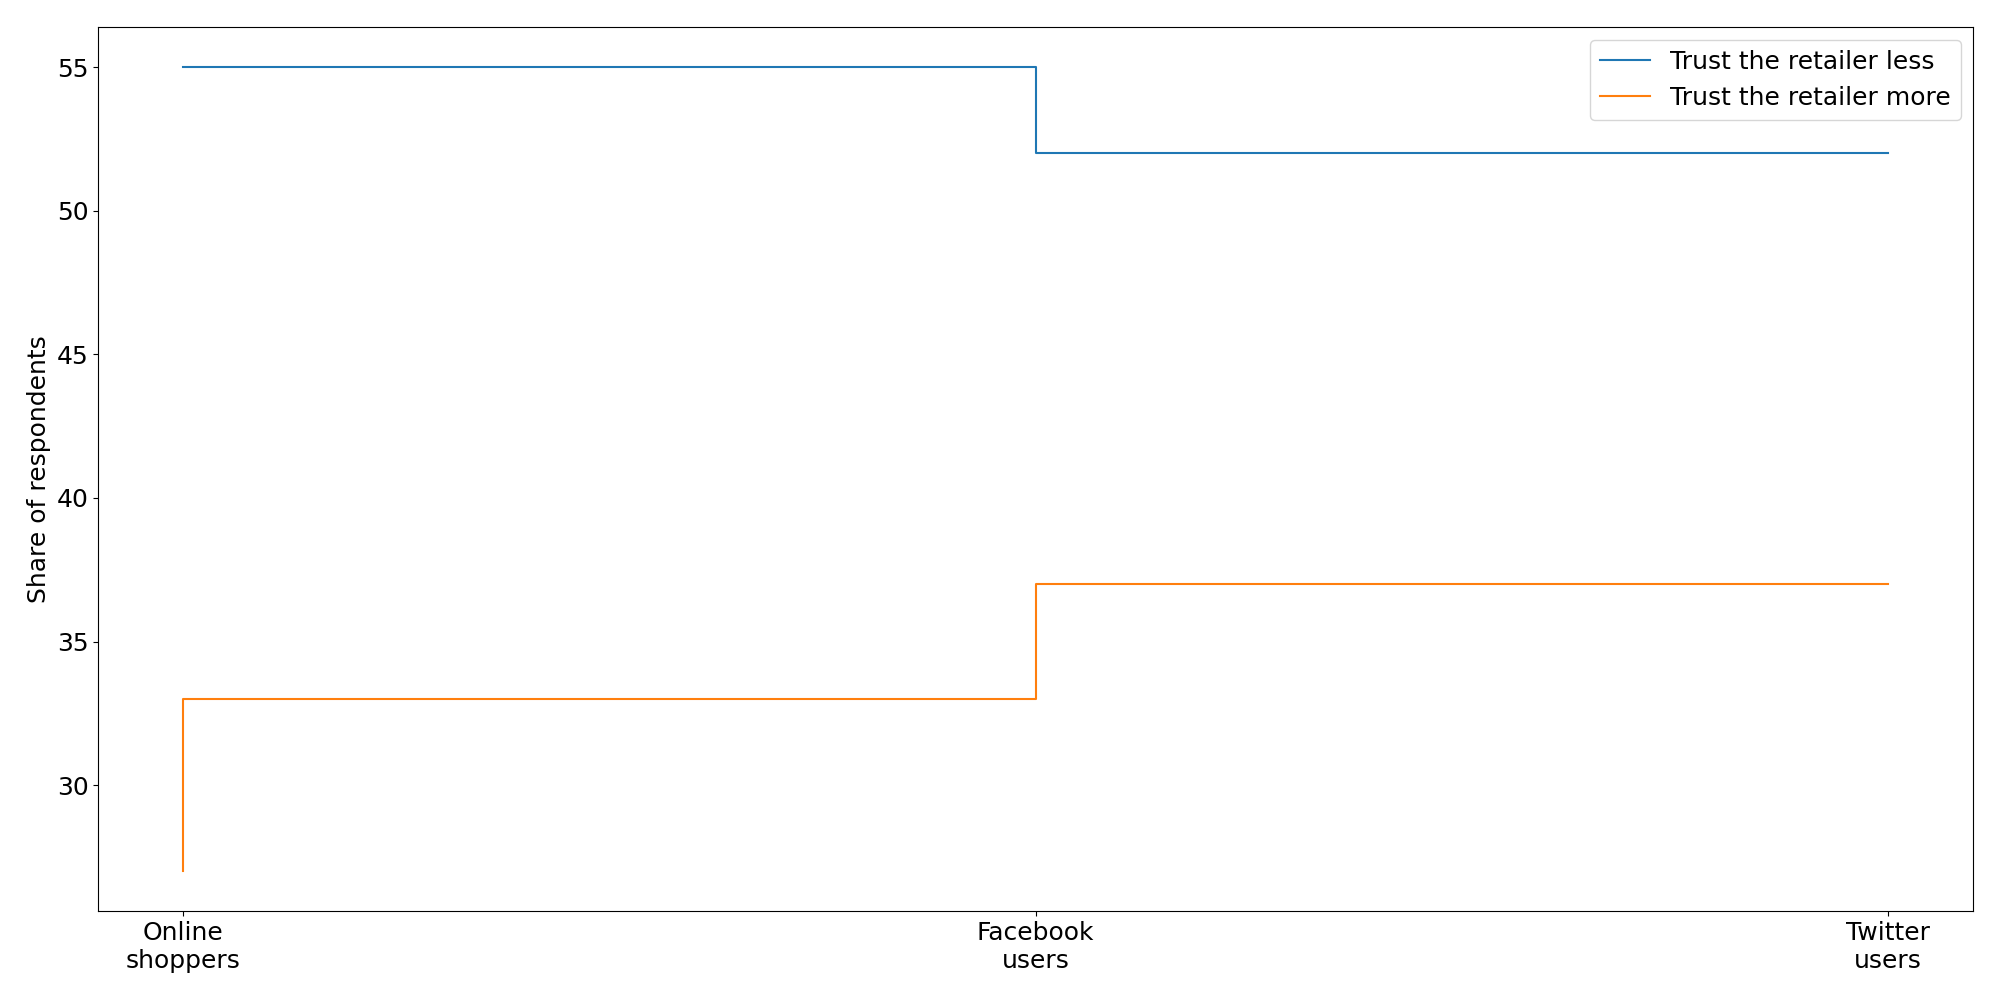 Trust the retailer less
Trust the retailer more
Share of respondents
55
50
45
40
35
30
Online
shoppers
Facebook
users
Twitter
users